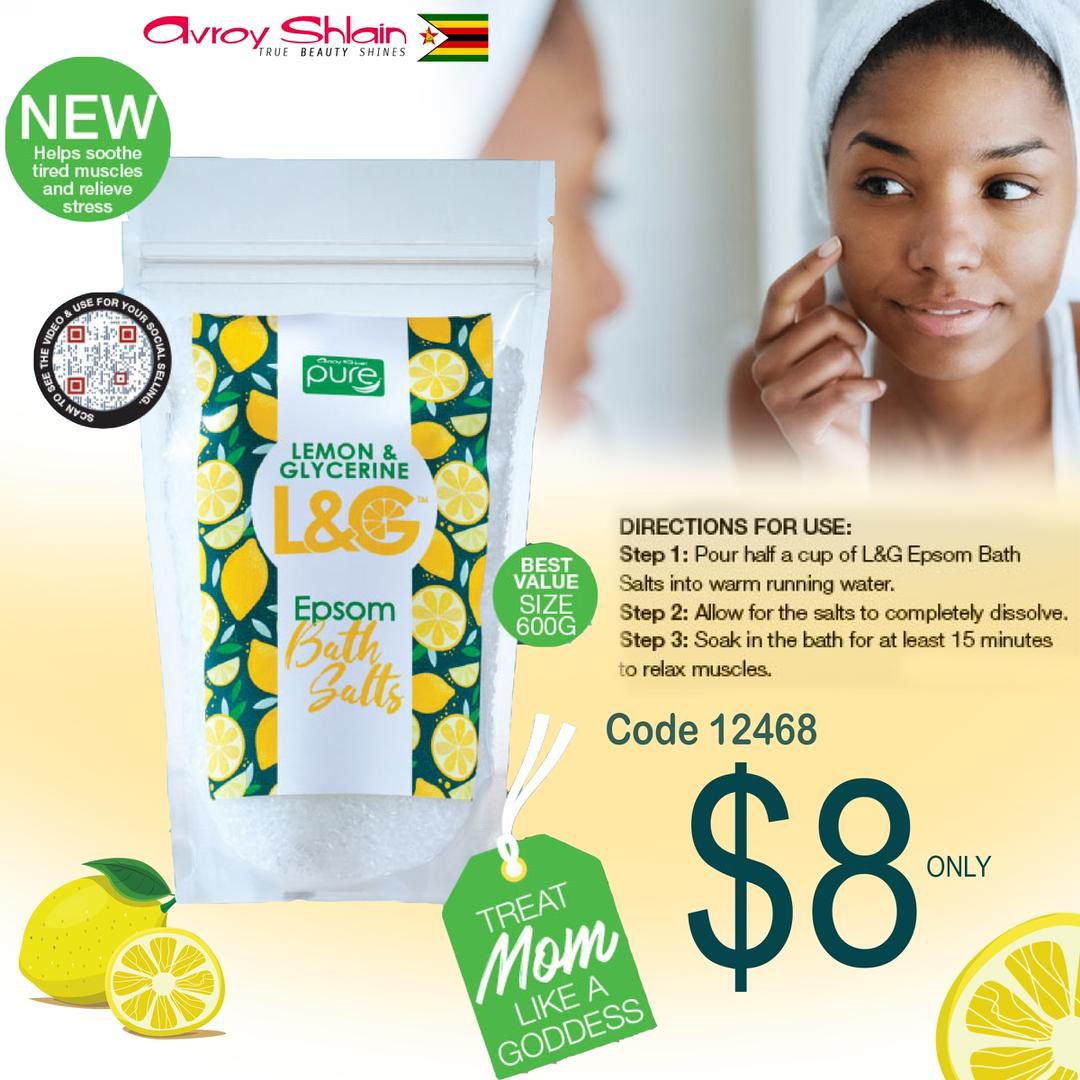 avroy Shlain
TRUE BEAUTY SHINES
NEW
Helps soothe
tired muscles
and relieve
stress
SCAN TO SEE THE VIDEO & USE FOR YOUR SOCIAL SELLING.
avroy Shlain
pure
LEMON &
GLYCERINE
L&G™
Epsom
Bath
Salts
BEST
VALUE
SIZE
600G
DIRECTIONS FOR USE:
Step 1: Pour half a cup of L&G Epsom Bath
Salts into warm running water.
Step 2: Allow for the salts to completely dissolve.
Step 3: Soak in the bath for at least 15 minutes
to relax muscles.
Code 12468
$8 ONLY
TREAT
Mom
LIKE A
GODDESS